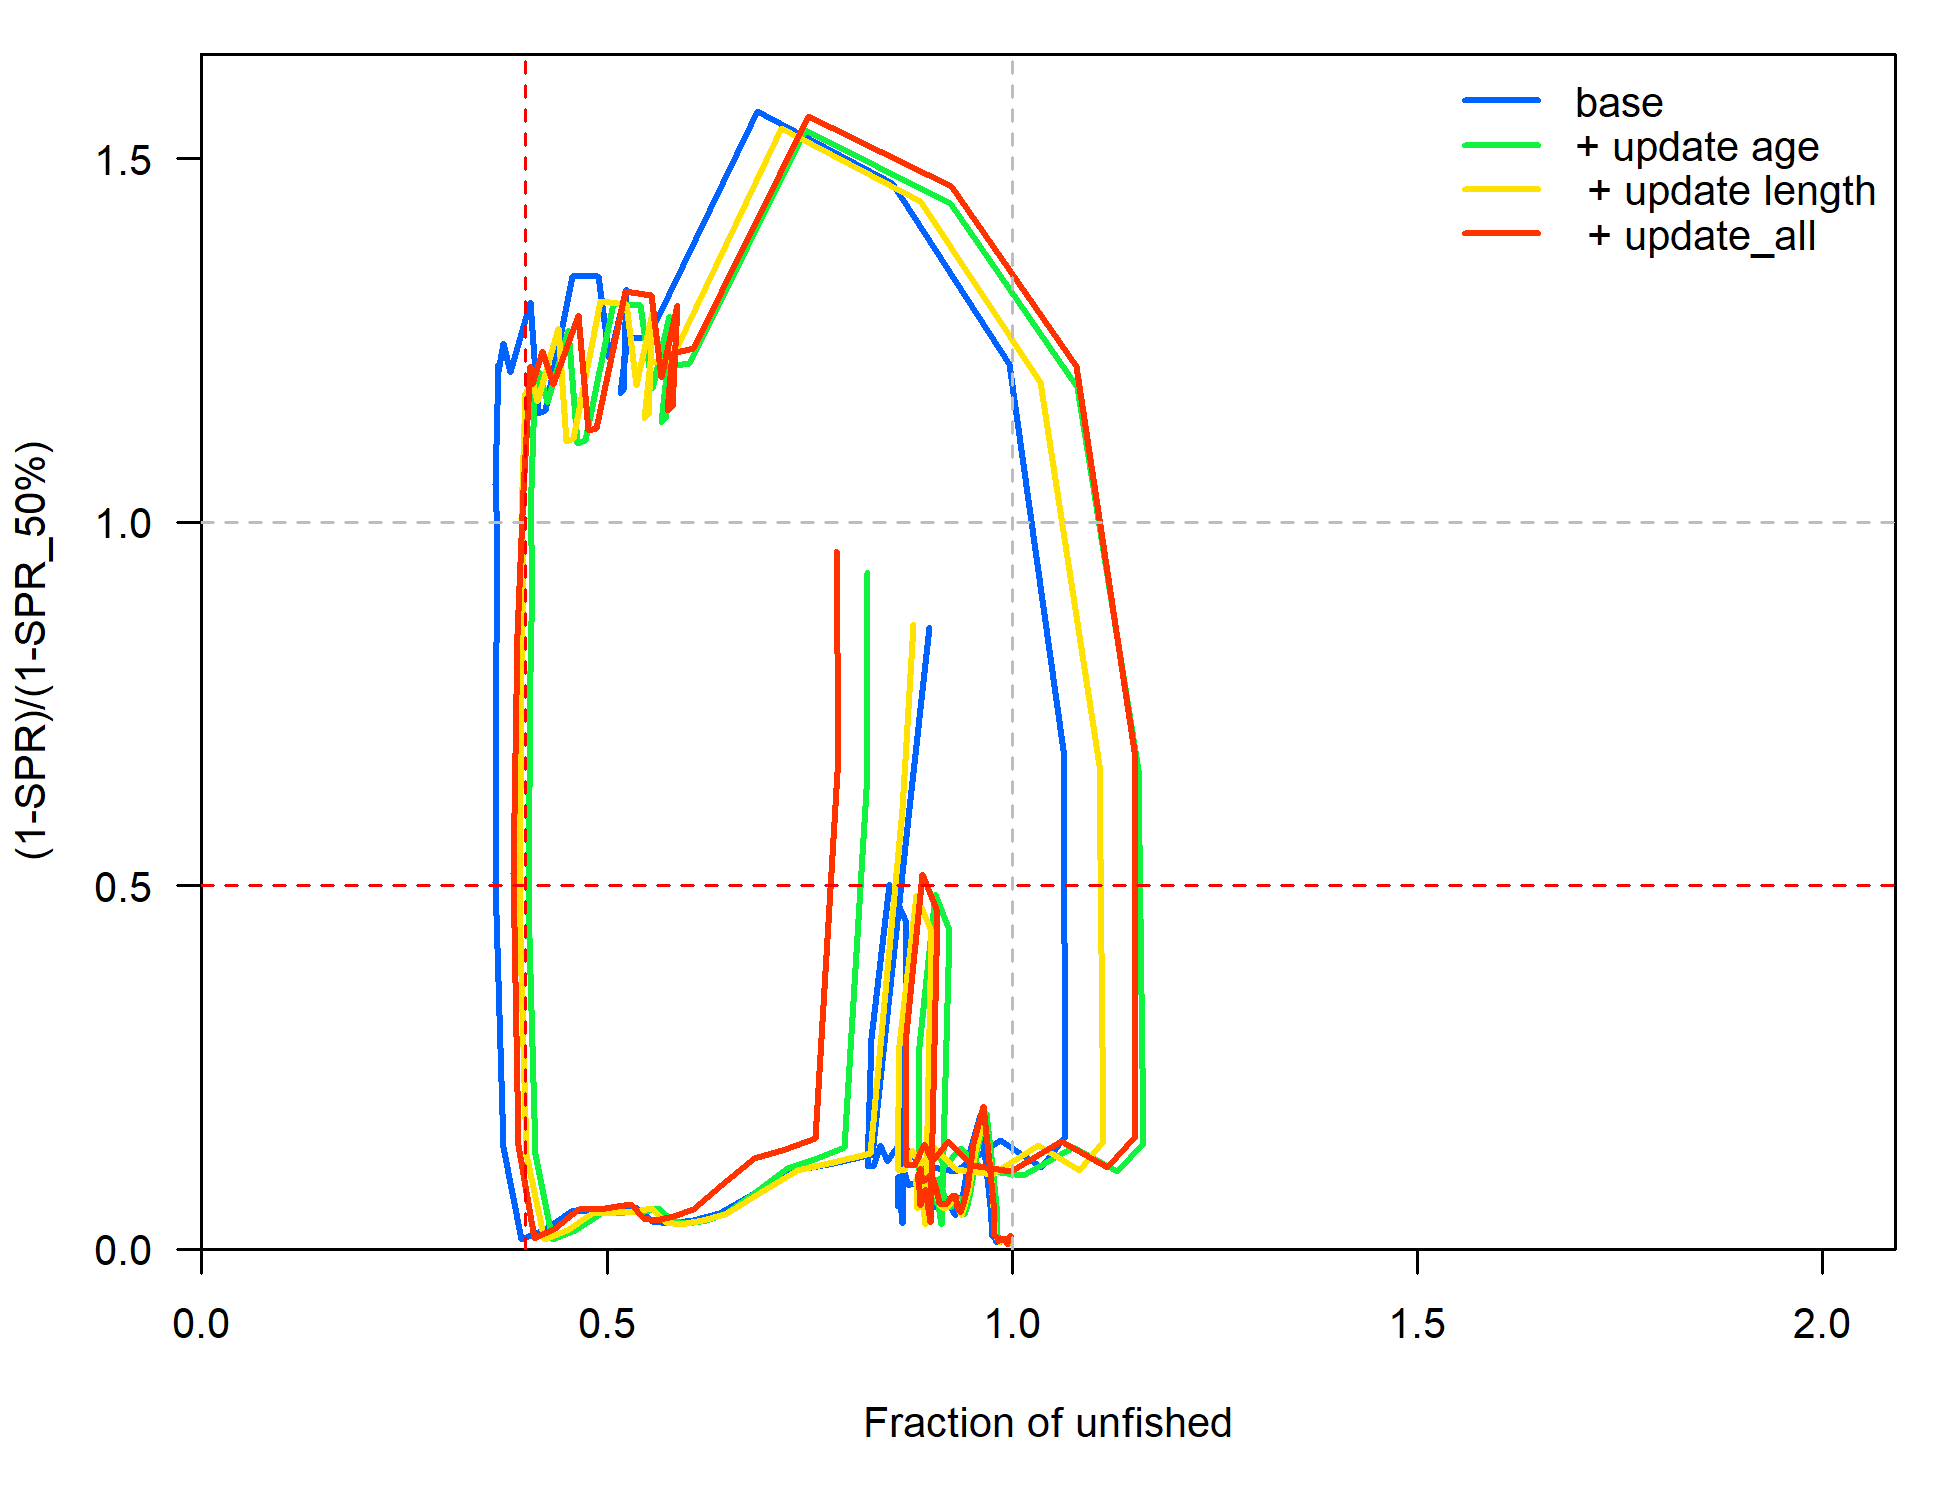 base
+ update age
+ update length
+ update_all
1.5
1.0
0.5
0.0
(1-SPR)/(1-SPR_50%)
0.0 0.5 1.0 1.5 2.0
Fraction of unfished